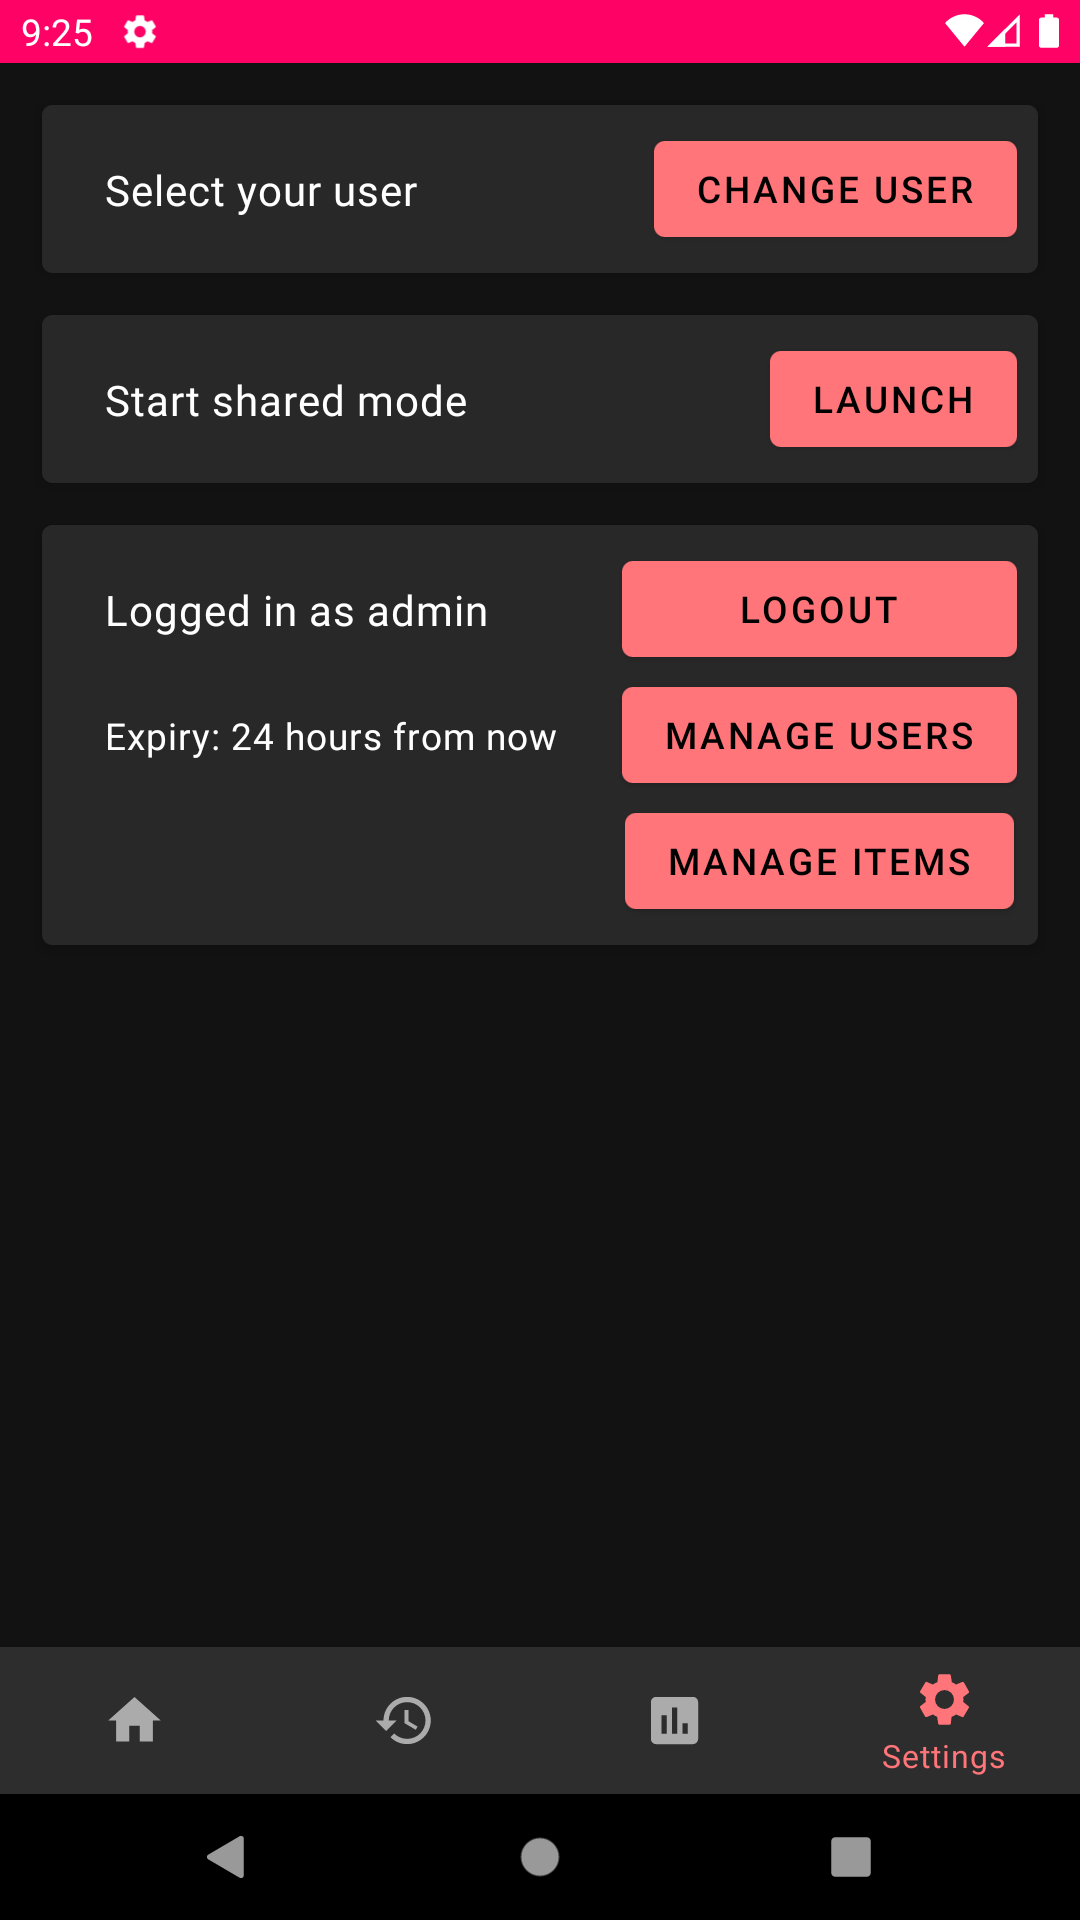 9:25
Select your user
CHANGE USER
Start shared mode
LAUNCH
Logged in as admin
LOGOUT
Expiry: 24 hours from now
MANAGE USERS
MANAGE ITEMS
Settings